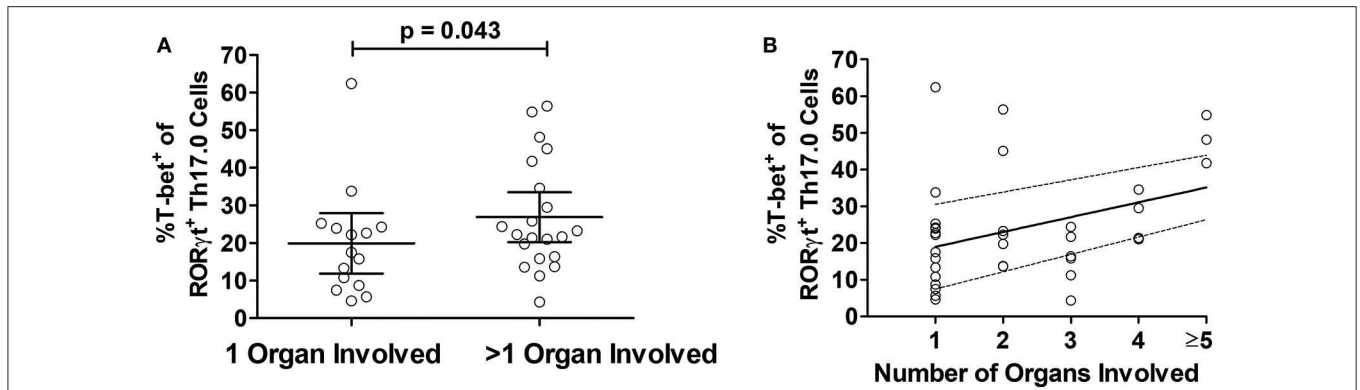 A
p = 0.043
%T-bet⁺ of
RORγt⁺ Th17.0 Cells
70
60
50
40
30
20
10
0
1 Organ Involved
>1 Organ Involved
B
%T-bet⁺ of
RORγt⁺ Th17.0 Cells
70
60
50
40
30
20
10
0
1 2 3 4 ≥5
Number of Organs Involved